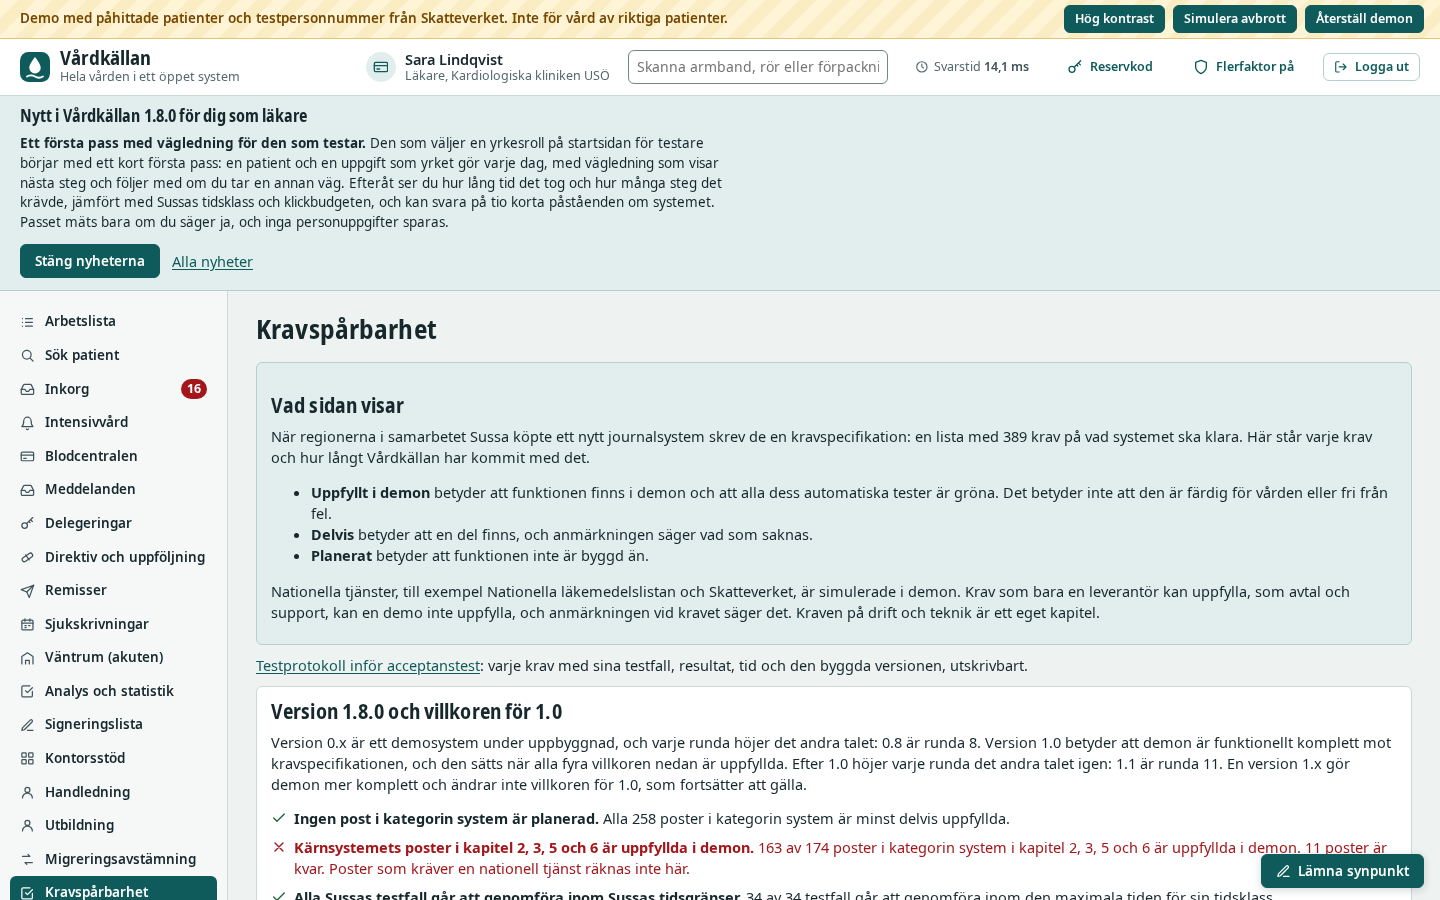 Demo med påhittade patienter och testpersonnummer från Skatteverket. Inte för vård av riktiga patienter.
Hög kontrast
Simulera avbrott
Återställ demon
Vårdkällan
Hela vården i ett öppet system
Sara Lindqvist
Läkare, Kardiologiska kliniken USÖ
Skanna armband, rör eller förpackni
Svarstid 14,1 ms
Reservkod
Flerfaktor på
Logga ut
Nytt i Vårdkällan 1.8.0 för dig som läkare
Ett första pass med vägledning för den som testar. Den som väljer en yrkesroll på startsidan för testare
börjar med ett kort första pass: en patient och en uppgift som yrket gör varje dag, med vägledning som visar
nästa steg och följer med om du tar en annan väg. Efteråt ser du hur lång tid det tog och hur många steg det
krävde, jämfört med Sussas tidsklass och klickbudgeten, och kan svara på tio korta påståenden om systemet.
Passet mäts bara om du säger ja, och inga personuppgifter sparas.
Stäng nyheterna
Alla nyheter
Arbetslista
Sök patient
Inkorg
16
Intensivvård
Blodcentralen
Meddelanden
Delegeringar
Direktiv och uppföljning
Remisser
Sjukskrivningar
Väntrum (akuten)
Analys och statistik
Signeringslista
Kontorsstöd
Handledning
Utbildning
Migreringsavstämning
Kravspårbarhet
Kravspårbarhet
Vad sidan visar
När regionerna i samarbetet Sussa köpte ett nytt journalsystem skrev de en kravspecifikation: en lista med 389 krav på vad systemet ska klara. Här står varje krav
och hur långt Vårdkällan har kommit med det.
Uppfyllt i demon betyder att funktionen finns i demon och att alla dess automatiska tester är gröna. Det betyder inte att den är färdig för vården eller fri från
fel.
Delvis betyder att en del finns, och anmärkningen säger vad som saknas.
Planerat betyder att funktionen inte är byggd än.
Nationella tjänster, till exempel Nationella läkemedelslistan och Skatteverket, är simulerade i demon. Krav som bara en leverantör kan uppfylla, som avtal och
support, kan en demo inte uppfylla, och anmärkningen vid kravet säger det. Kraven på drift och teknik är ett eget kapitel.
Testprotokoll inför acceptanstest: varje krav med sina testfall, resultat, tid och den byggda versionen, utskrivbart.
Version 1.8.0 och villkoren för 1.0
Version 0.x är ett demosystem under uppbyggnad, och varje runda höjer det andra talet: 0.8 är runda 8. Version 1.0 betyder att demon är funktionellt komplett mot
kravspecifikationen, och den sätts när alla fyra villkoren nedan är uppfyllda. Efter 1.0 höjer varje runda det andra talet igen: 1.1 är runda 11. En version 1.x gör
demon mer komplett och ändrar inte villkoren för 1.0, som fortsätter att gälla.
Ingen post i kategorin system är planerad. Alla 258 poster i kategorin system är minst delvis uppfyllda.
Kärnsystemets poster i kapitel 2, 3, 5 och 6 är uppfyllda i demon. 163 av 174 poster i kategorin system i kapitel 2, 3, 5 och 6 är uppfyllda i demon. 11 poster är
kvar. Poster som kräver en nationell tjänst räknas inte här.
Lämna synpunkt
Alla Sussas testfall går att genomföra inom Sussas tidsgränser. 34 av 34 testfall går att genomföra inom den maximala tiden för sin tidsklass.